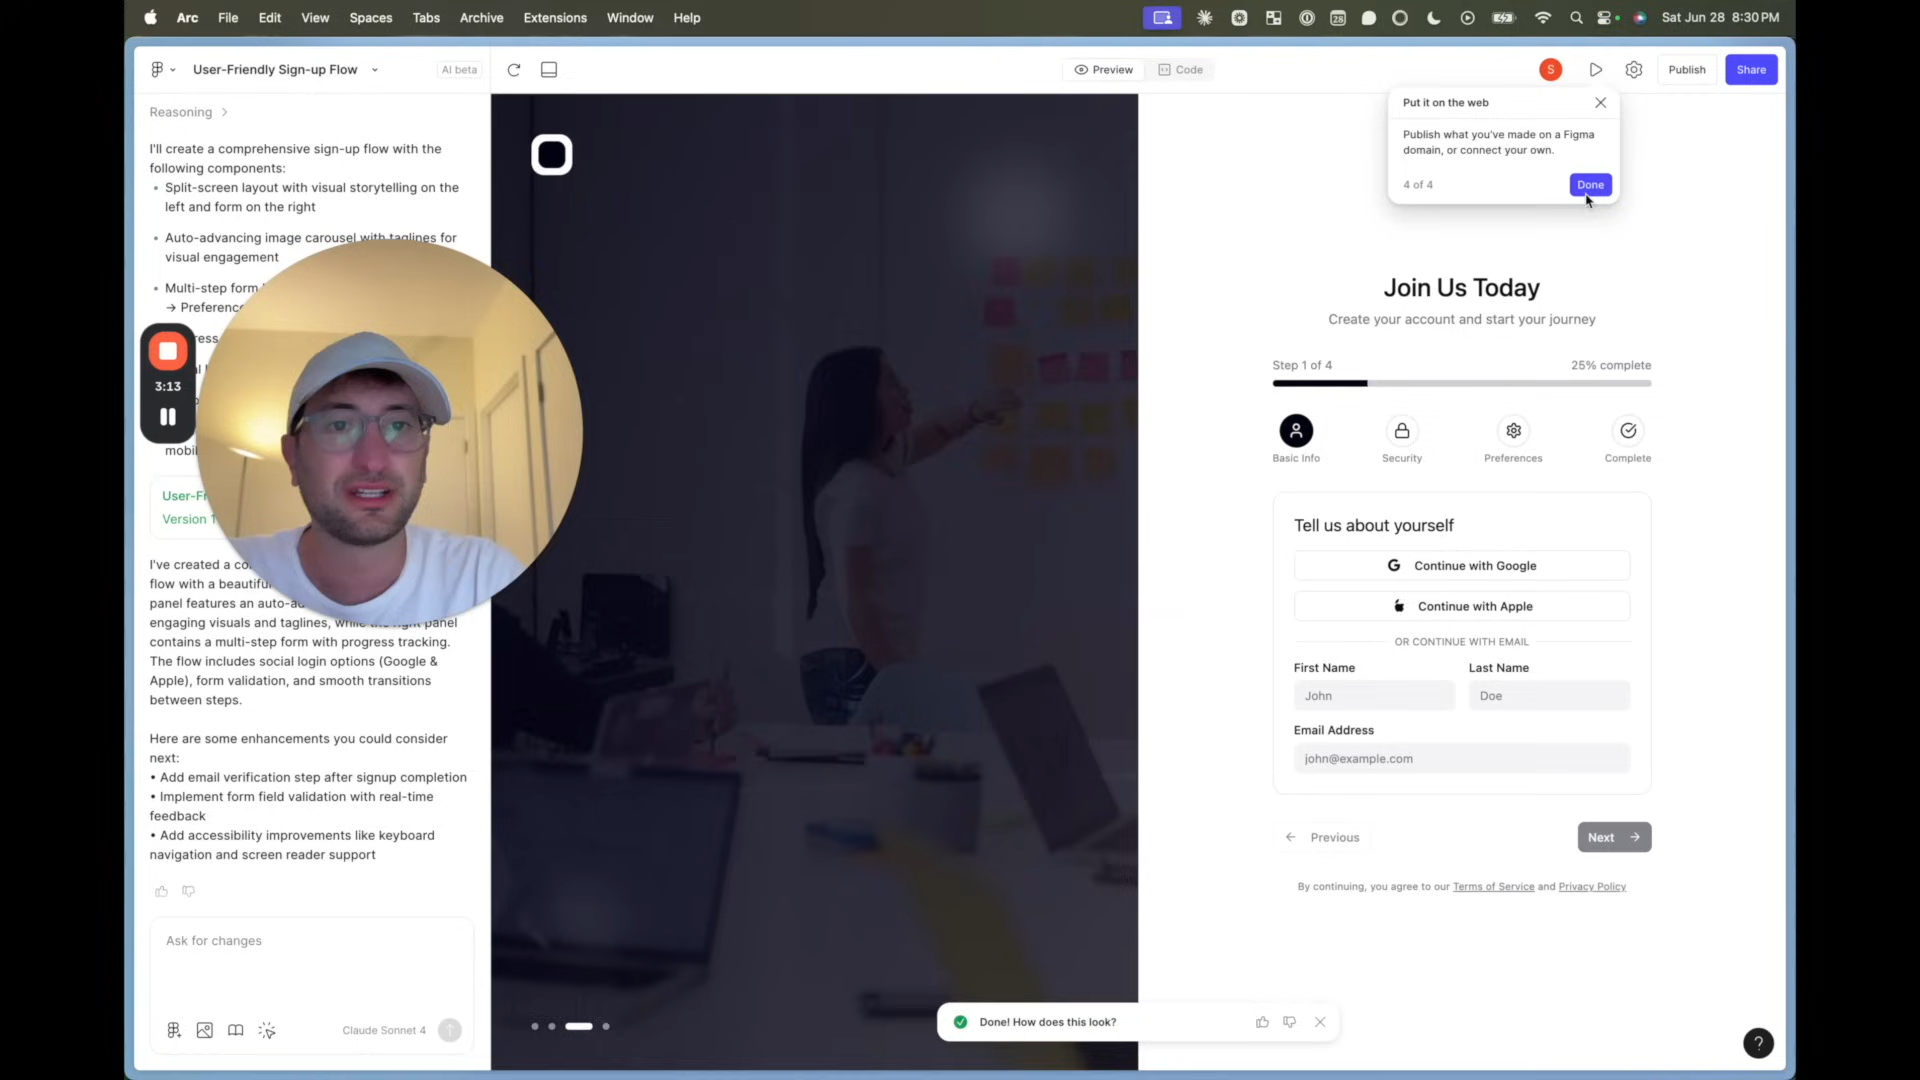 Arc File Edit View Spaces Tabs Archive Extensions Window Help
28
Sat Jun 28 8:30 PM
User-Friendly Sign-up Flow
AI beta
Preview
Code
S
Publish
Share
Reasoning
I'll create a comprehensive sign-up flow with the
following components:
• Split-screen layout with visual storytelling on the
left and form on the right
• Auto-advancing image carousel with taglines for
visual engagement
• Multi-step form
→ Preference
3:13
User-Fr
Version 1
I've created a co
flow with a beautifu
panel features an auto-ad
engaging visuals and taglines, while the right panel
contains a multi-step form with progress tracking.
The flow includes social login options (Google &
Apple), form validation, and smooth transitions
between steps.
Here are some enhancements you could consider
next:
• Add email verification step after signup completion
• Implement form field validation with real-time
feedback
• Add accessibility improvements like keyboard
navigation and screen reader support
Ask for changes
Claude Sonnet 4
Put it on the web
Publish what you've made on a Figma
domain, or connect your own.
4 of 4
Done
Join Us Today
Create your account and start your journey
Step 1 of 4
25% complete
Basic Info
Security
Preferences
Complete
Tell us about yourself
G Continue with Google
Continue with Apple
OR CONTINUE WITH EMAIL
First Name
Last Name
John
Doe
Email Address
john@example.com
← Previous
Next →
By continuing, you agree to our Terms of Service and Privacy Policy
Done! How does this look?
?